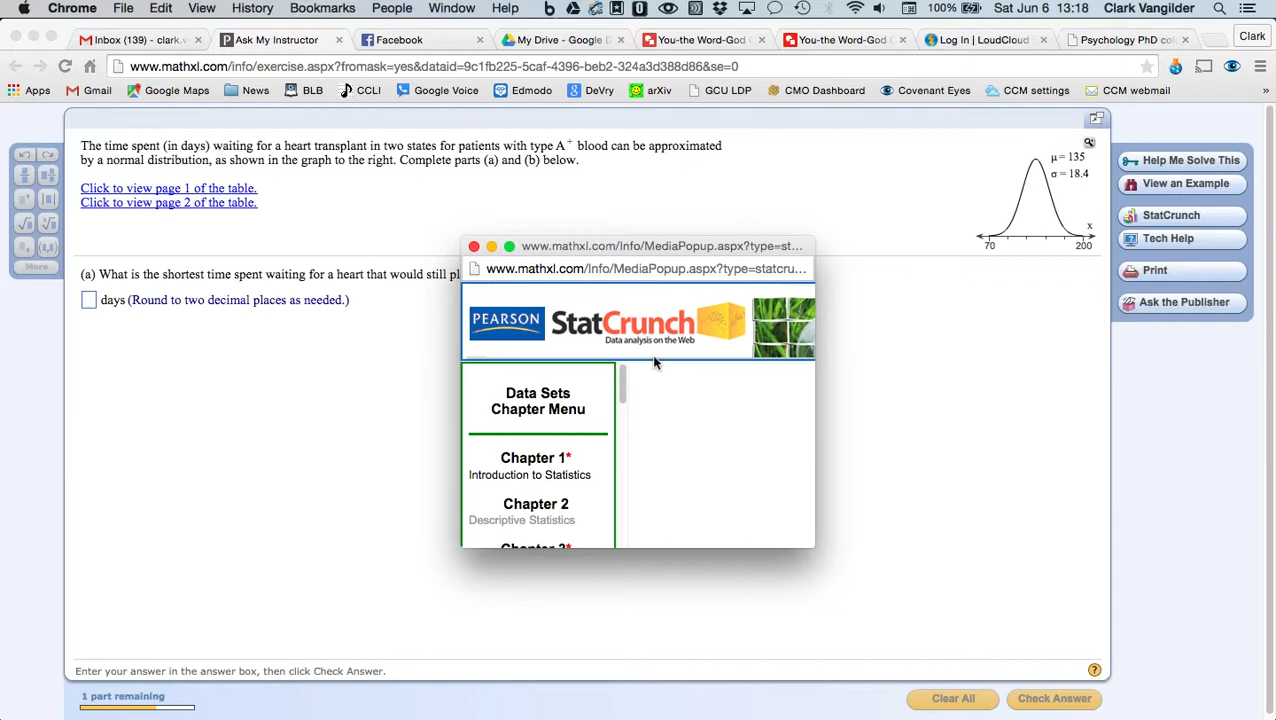 Chrome File Edit View History Bookmarks People Window Help 100% Sat Jun 6 13:18 Clark Vangilder
Inbox (139) - clark.v Ask My Instructor Facebook My Drive - Google D You-the Word-God You-the Word-God C Log In | LoudCloud Psychology PhD col Clark
www.mathxl.com/info/exercise.aspx?fromask=yes&dataid=9c1fb225-5caf-4396-beb2-324a3d388d86&se=0
Apps Gmail Google Maps News BLB CCLI Google Voice Edmodo DeVry arXiv GCU LDP CMO Dashboard Covenant Eyes CCM settings CCM webmail »
The time spent (in days) waiting for a heart transplant in two states for patients with type A+ blood can be approximated
by a normal distribution, as shown in the graph to the right. Complete parts (a) and (b) below.
Click to view page 1 of the table.
Click to view page 2 of the table.
μ = 135
σ = 18.4
x
70 200
(a) What is the shortest time spent waiting for a heart that would still pl
days (Round to two decimal places as needed.)
More
Help Me Solve This
View an Example
StatCrunch
Tech Help
Print
Ask the Publisher
www.mathxl.com/Info/MediaPopup.aspx?type=st...
www.mathxl.com/Info/MediaPopup.aspx?type=statcru...
PEARSON StatCrunch
Data analysis on the Web
Data Sets
Chapter Menu
Chapter 1*
Introduction to Statistics
Chapter 2
Descriptive Statistics
Chapter 3*
Enter your answer in the answer box, then click Check Answer.
?
1 part remaining
Clear All Check Answer